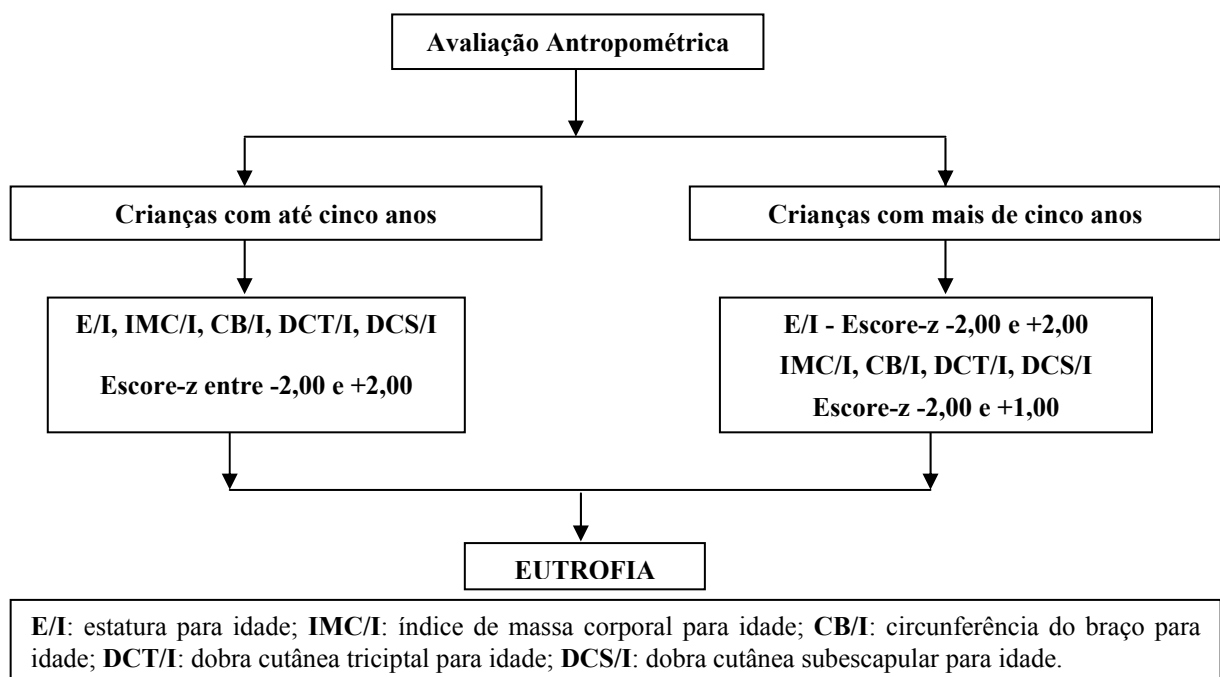 Avaliação Antropométrica
Crianças com até cinco anos
Crianças com mais de cinco anos
E/I, IMC/I, CB/I, DCT/I, DCS/I
Escore-z entre -2,00 e +2,00
E/I - Escore-z -2,00 e +2,00
IMC/I, CB/I, DCT/I, DCS/I
Escore-z -2,00 e +1,00
EUTROFIA
E/I: estatura para idade; IMC/I: índice de massa corporal para idade; CB/I: circunferência do braço para
idade; DCT/I: dobra cutânea triciptal para idade; DCS/I: dobra cutânea subescapular para idade.